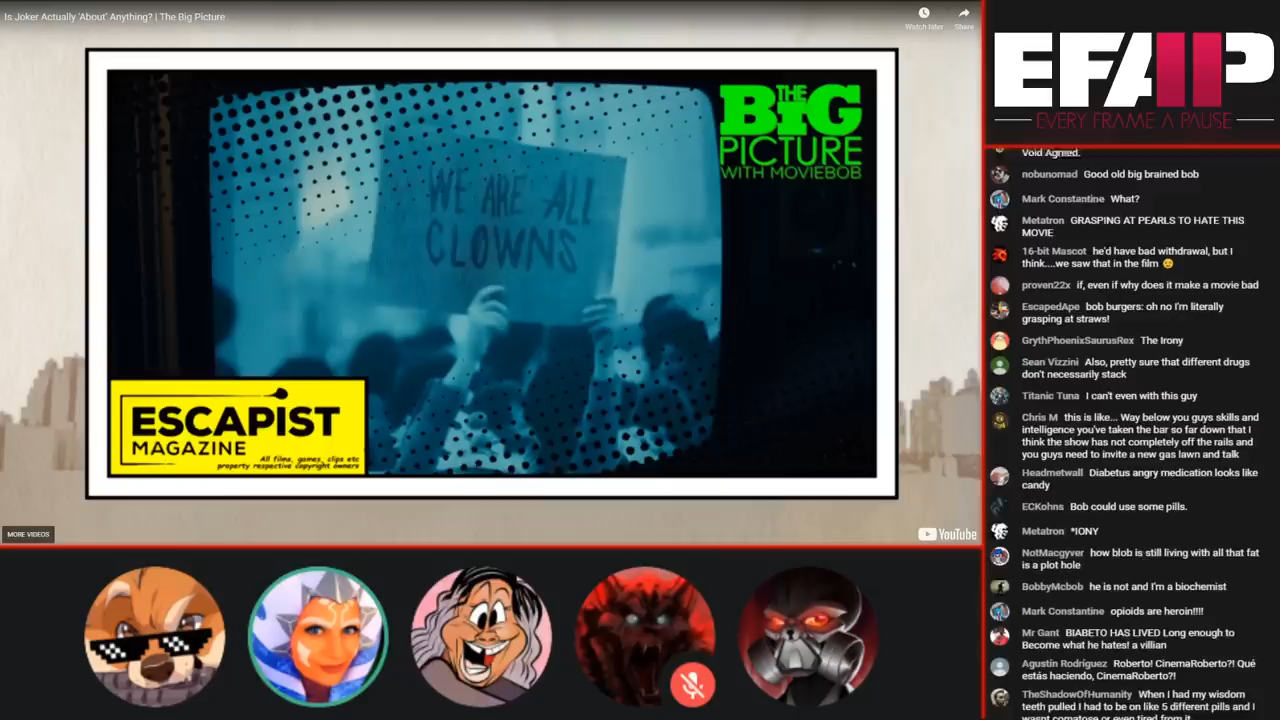 Is Joker Actually 'About' Anything? | The Big Picture
Watch later
Share
THE
BIG
PICTURE
WITH MOVIEBOB
WE ARE ALL
CLOWNS
ESCAPIST
MAGAZINE
All films, games, clips etc
property respective copyright owners
MORE VIDEOS
YouTube
EFAP
EVERY FRAME A PAUSE
Void Agreed.
nobunomad Good old big brained bob
Mark Constantine What?
Metatron GRASPING AT PEARLS TO HATE THIS
MOVIE
16-bit Mascot he'd have bad withdrawal, but I
think....we saw that in the film
proven22x if, even if why does it make a movie bad
EscapedApe bob burgers: oh no I'm literally
grasping at straws!
GrythPhoenixSaurusRex The Irony
Sean Vizzini Also, pretty sure that different drugs
don't necessarily stack
Titanic Tuna I can't even with this guy
Chris M this is like... Way below you guys skills and
intelligence you've taken the bar so far down that I
think the show has not completely off the rails and
you guys need to invite a new gas lawn and talk
Headmetwall Diabetus angry medication looks like
candy
ECKohns Bob could use some pills.
Metatron *IONY
NotMacgyver how blob is still living with all that fat
is a plot hole
BobbyMcbob he is not and I'm a biochemist
Mark Constantine opioids are heroin!!!!
Mr Gant BIABETO HAS LIVED Long enough to
Become what he hates! a villian
Agustín Rodríguez Roberto! CinemaRoberto?! Qué
estás haciendo, CinemaRoberto?!
TheShadowOfHumanity When I had my wisdom
teeth pulled I had to be on like 5 different pills and I
wasnt comatose or even tired from it